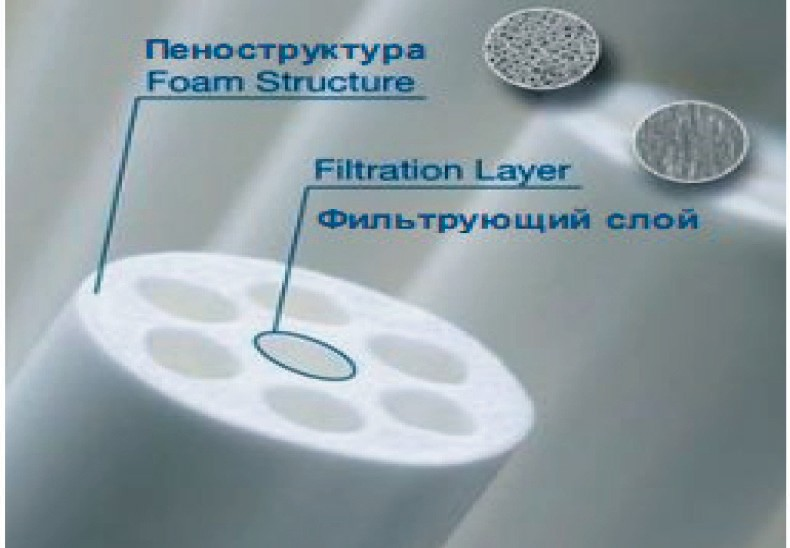 Пеноструктура
Foam Structure
Filtration Layer
Фильтрующий слой